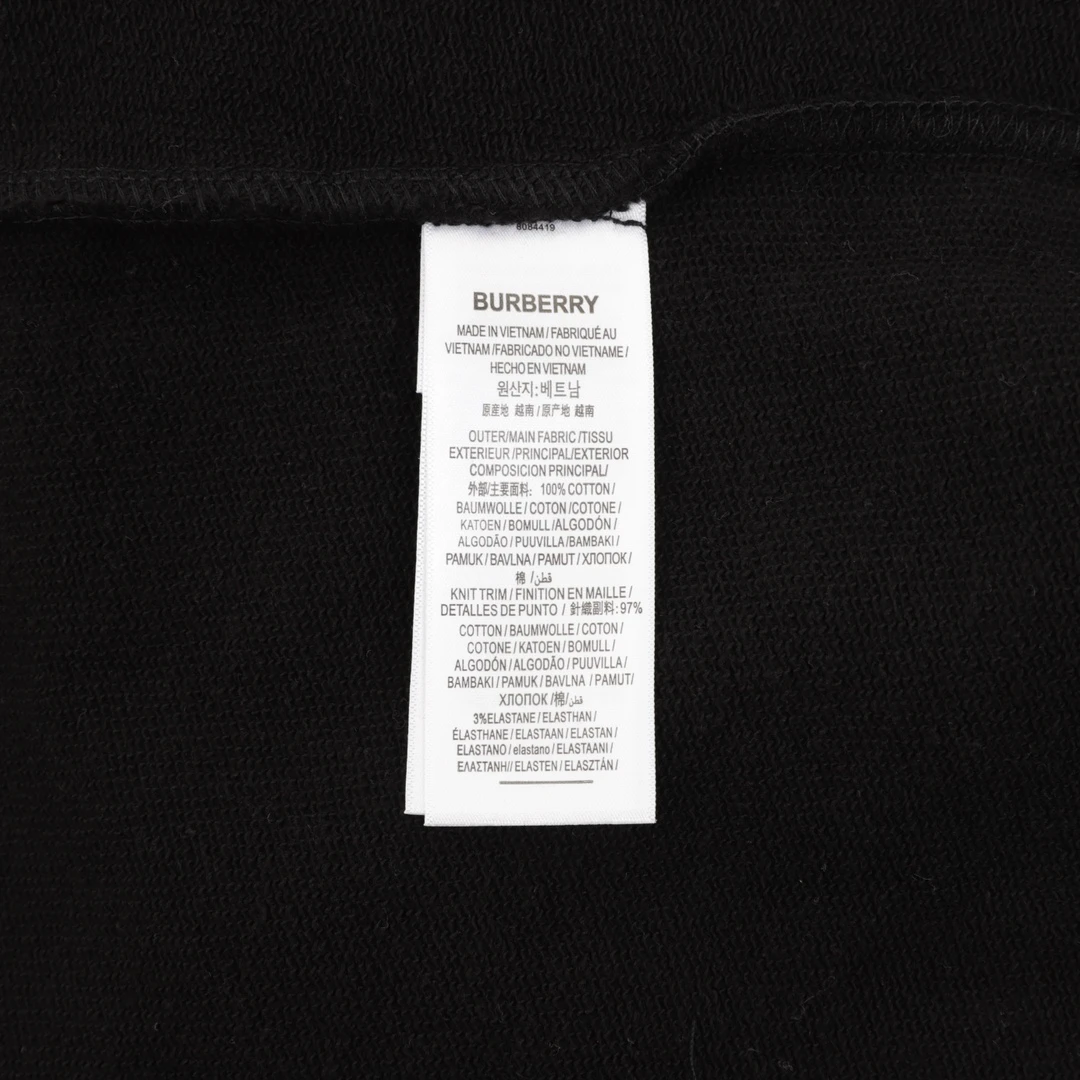 8084419
BURBERRY
MADE IN VIETNAM / FABRIQUÉ AU
VIETNAM /FABRICADO NO VIETNAME /
HECHO EN VIETNAM
원산지:베트남
原産地 越南 / 原产地 越南
OUTER/MAIN FABRIC /TISSU
EXTERIEUR /PRINCIPAL/EXTERIOR
COMPOSICION PRINCIPAL/
外部/主要面料: 100% COTTON /
BAUMWOLLE / COTON /COTONE /
KATOEN / BOMULL /ALGODÓN /
ALGODÃO / PUUVILLA /BAMBAKI /
PAMUK / BAVLNA / PAMUT / ХЛОПОК /
棉 /قطن
KNIT TRIM / FINITION EN MAILLE /
DETALLES DE PUNTO / 針織副料: 97%
COTTON / BAUMWOLLE / COTON /
COTONE / KATOEN / BOMULL /
ALGODÓN / ALGODÃO / PUUVILLA /
BAMBAKI / PAMUK / BAVLNA / PAMUT/
ХЛОПОК /棉/قطن
3%ELASTANE / ELASTHAN /
ÉLASTHANE / ELASTAAN / ELASTAN /
ELASTANO / elastano / ELASTAANI /
ΕΛΑΣΤΑΝΗ// ELASTEN / ELASZTÁN /